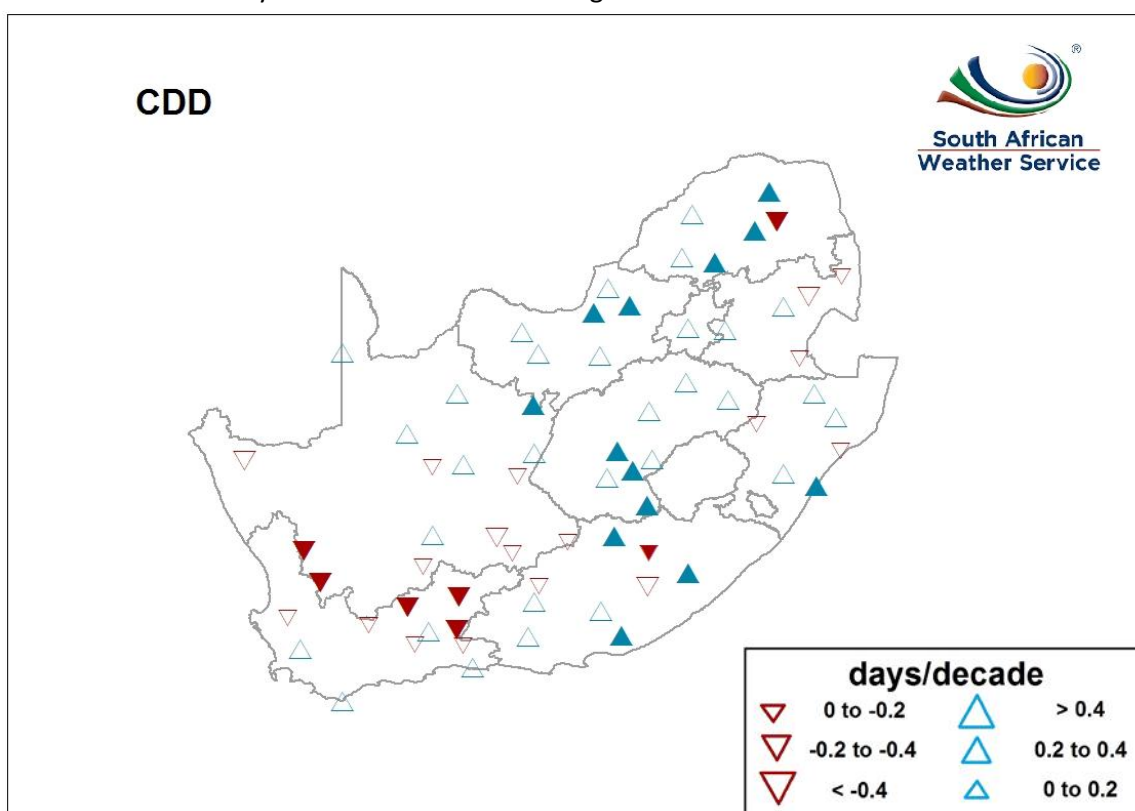 CDD
®
South African
Weather Service
days/decade
0 to -0.2 > 0.4
-0.2 to -0.4 0.2 to 0.4
< -0.4 0 to 0.2